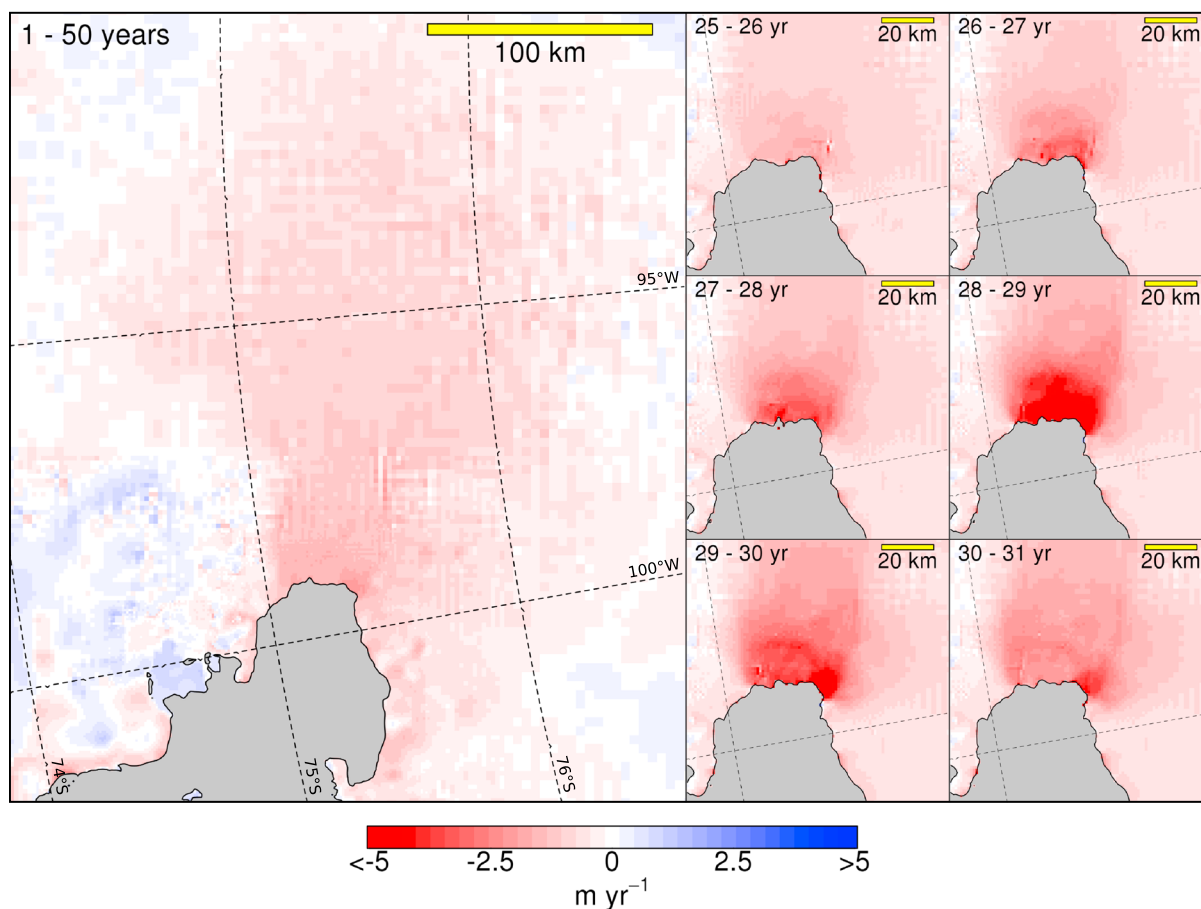 1 - 50 years
100 km
95°W
100°W
74°S
75°S
76°S
25 - 26 yr
20 km
26 - 27 yr
20 km
27 - 28 yr
20 km
28 - 29 yr
20 km
29 - 30 yr
20 km
30 - 31 yr
20 km
<-5 -2.5 0 2.5 >5
m yr⁻¹